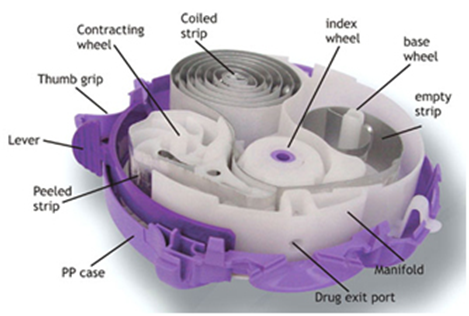 Contracting
wheel
Coiled
strip
index
wheel
base
wheel
Thumb grip
empty
strip
Lever
Peeled
strip
PP case
Manifold
Drug exit port